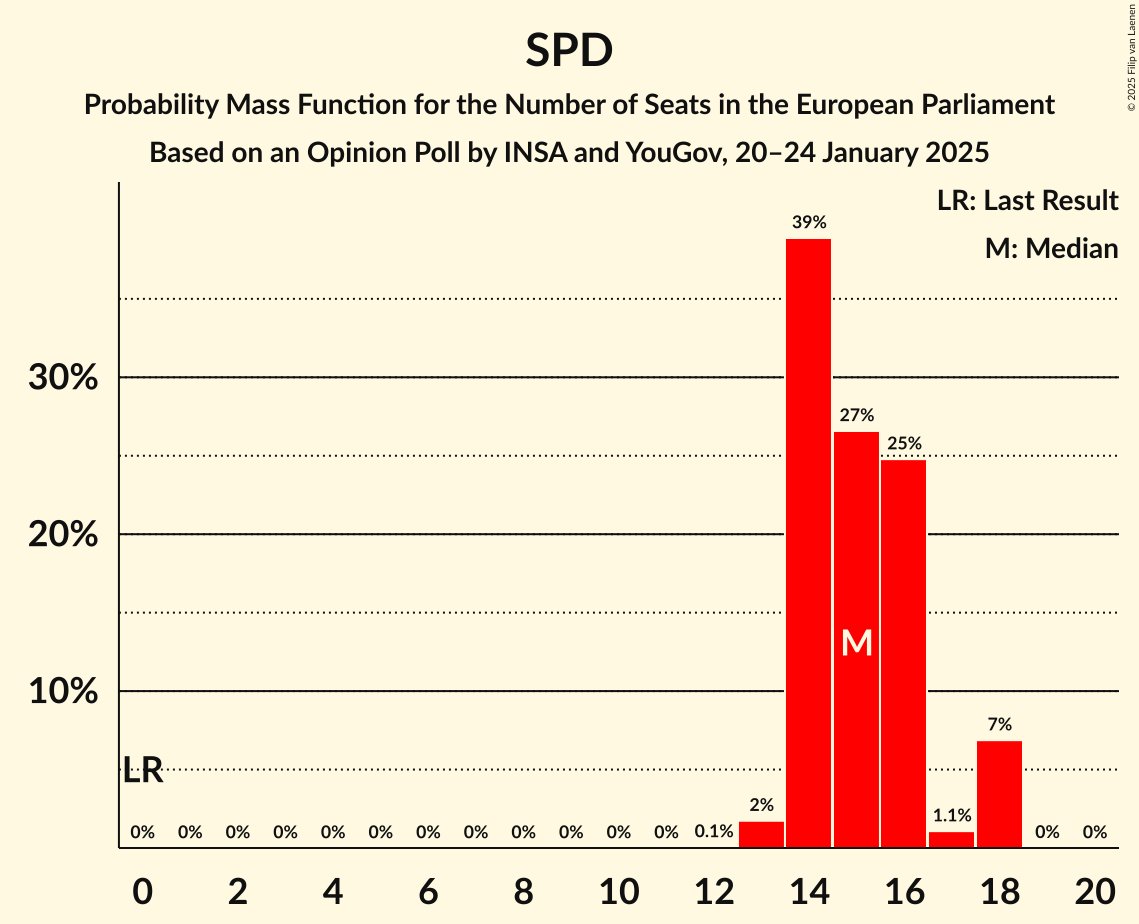 SPD
Probability Mass Function for the Number of Seats in the European Parliament
Based on an Opinion Poll by INSA and YouGov, 20–24 January 2025
© 2025 Filip van Laenen
LR: Last Result
M: Median
39%
30%
27%
25%
20%
M
10%
7%
LR
2%
1.1%
0% 0% 0% 0% 0% 0% 0% 0% 0% 0% 0% 0% 0.1% 0% 0%
0 2 4 6 8 10 12 14 16 18 20